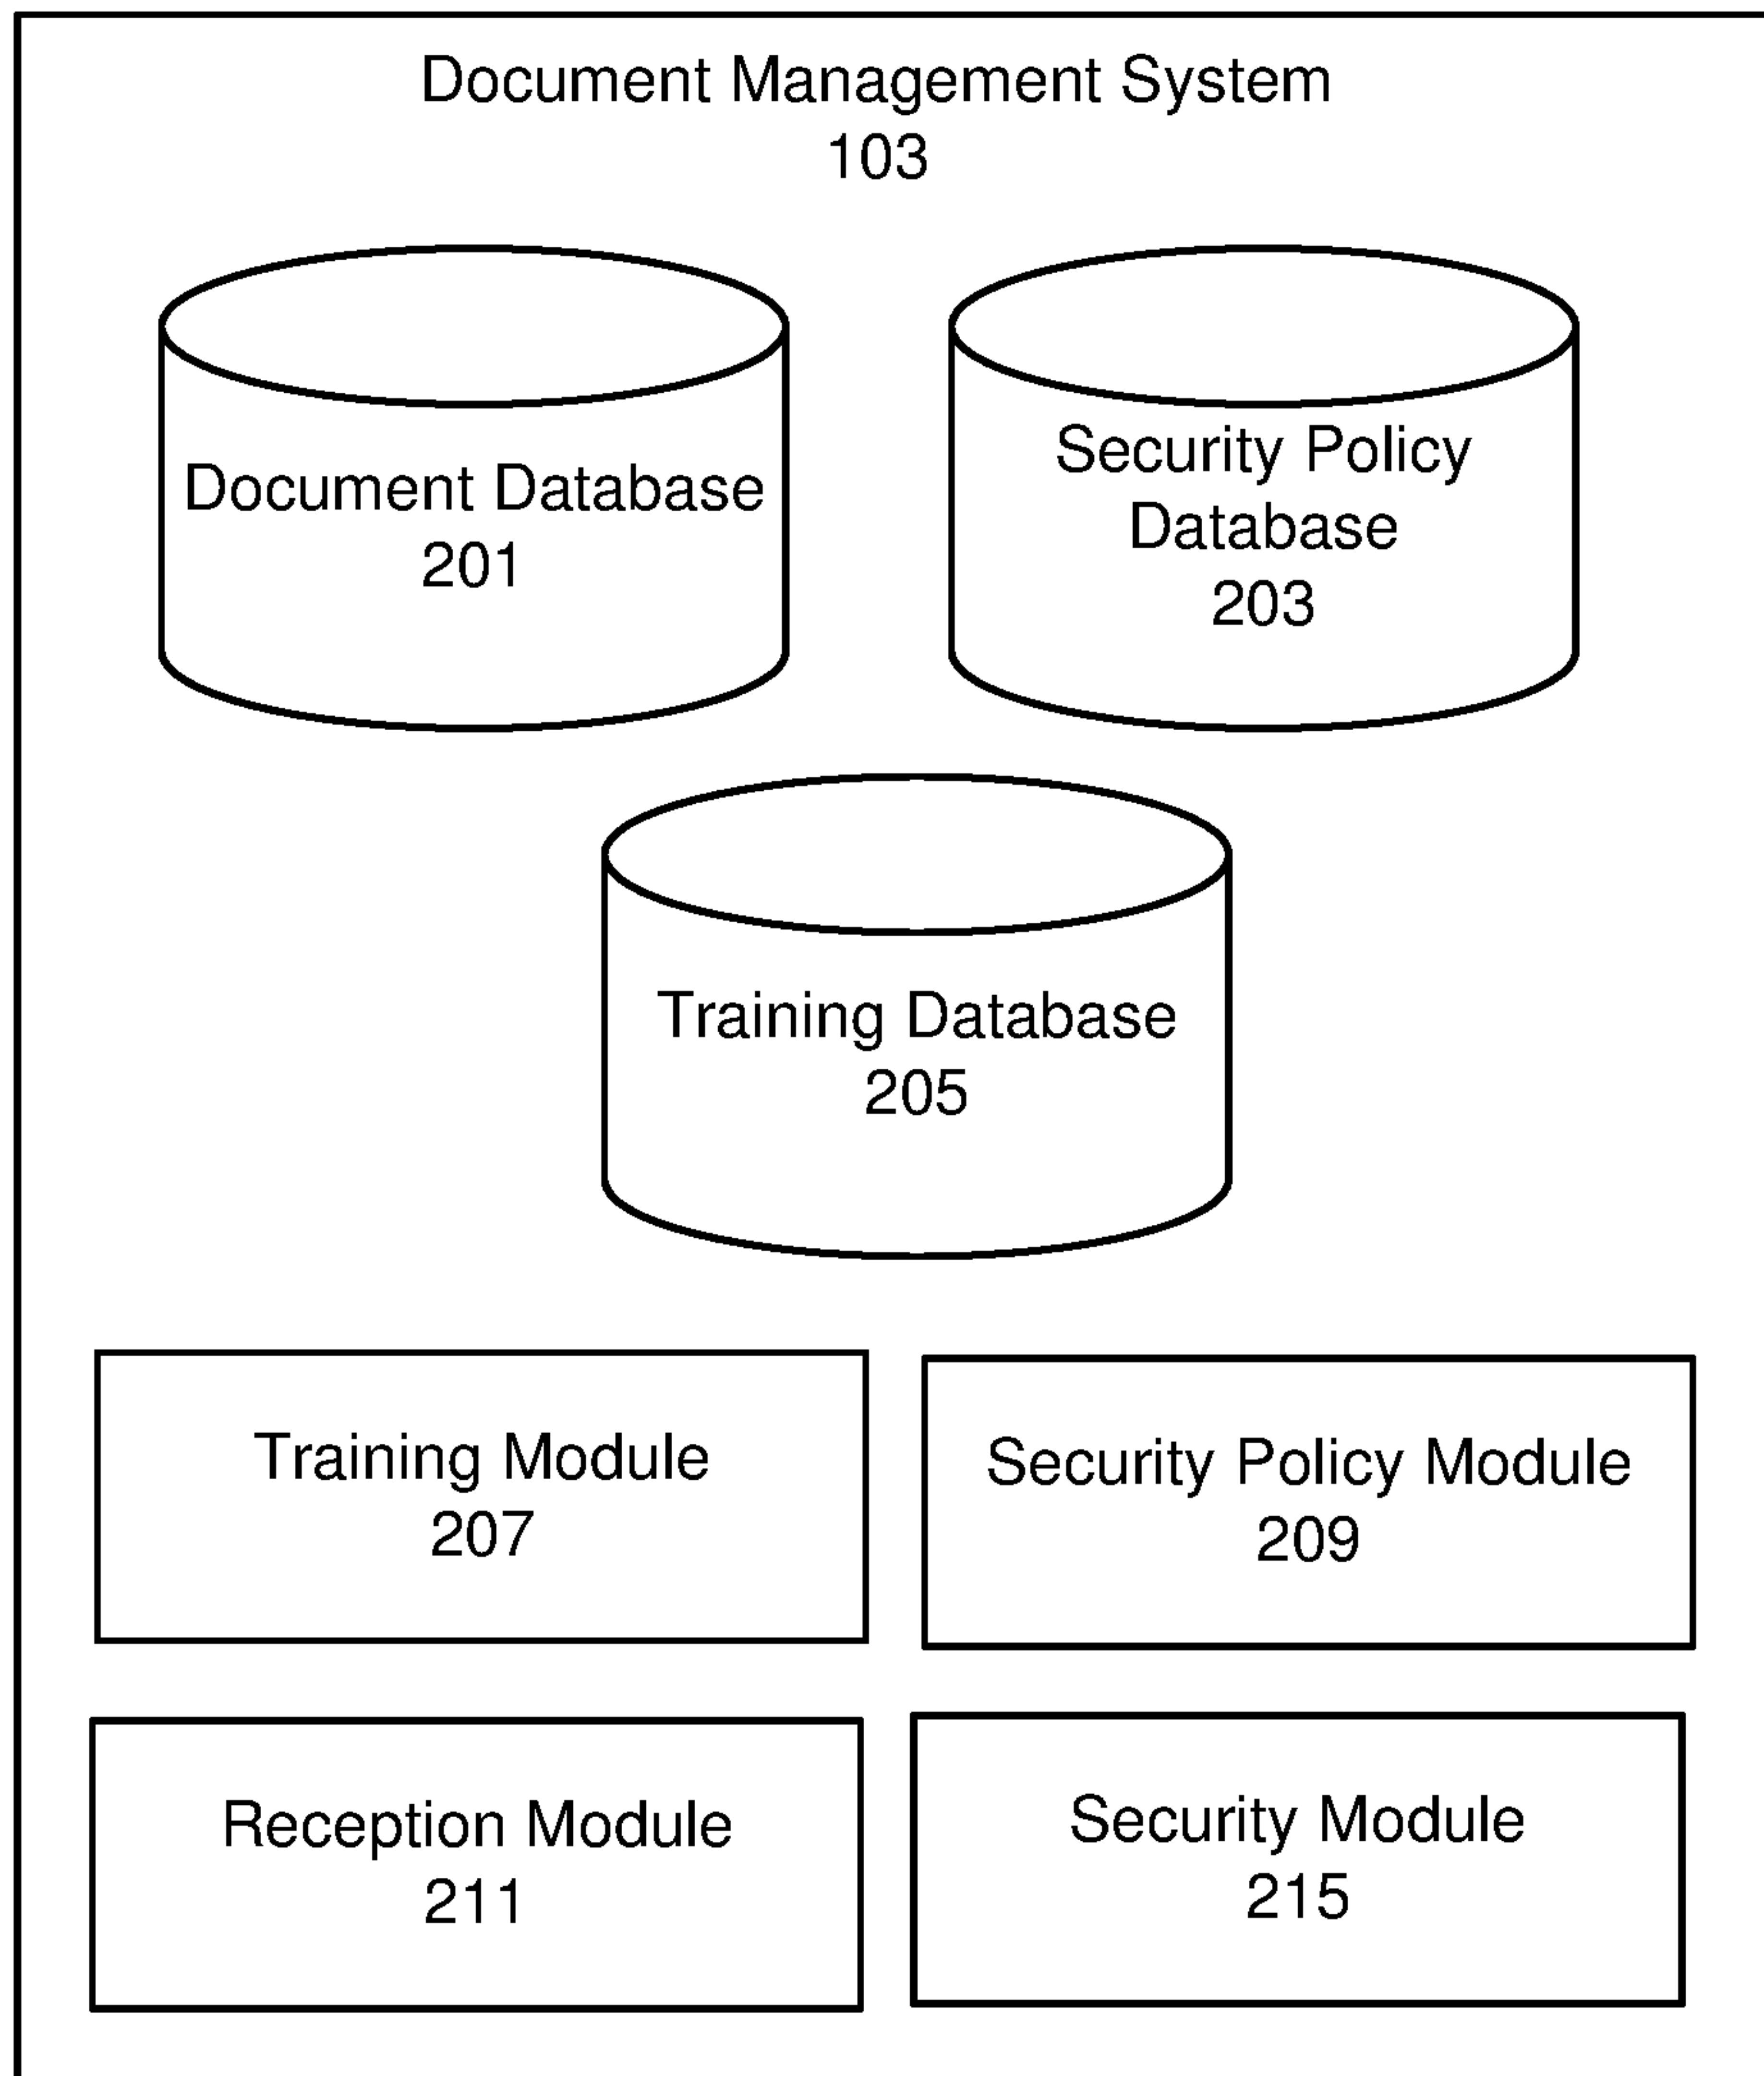 Document Management System
103
Document Database
201
Security Policy
Database
203
Training Database
205
Training Module
207
Security Policy Module
209
Reception Module
211
Security Module
215